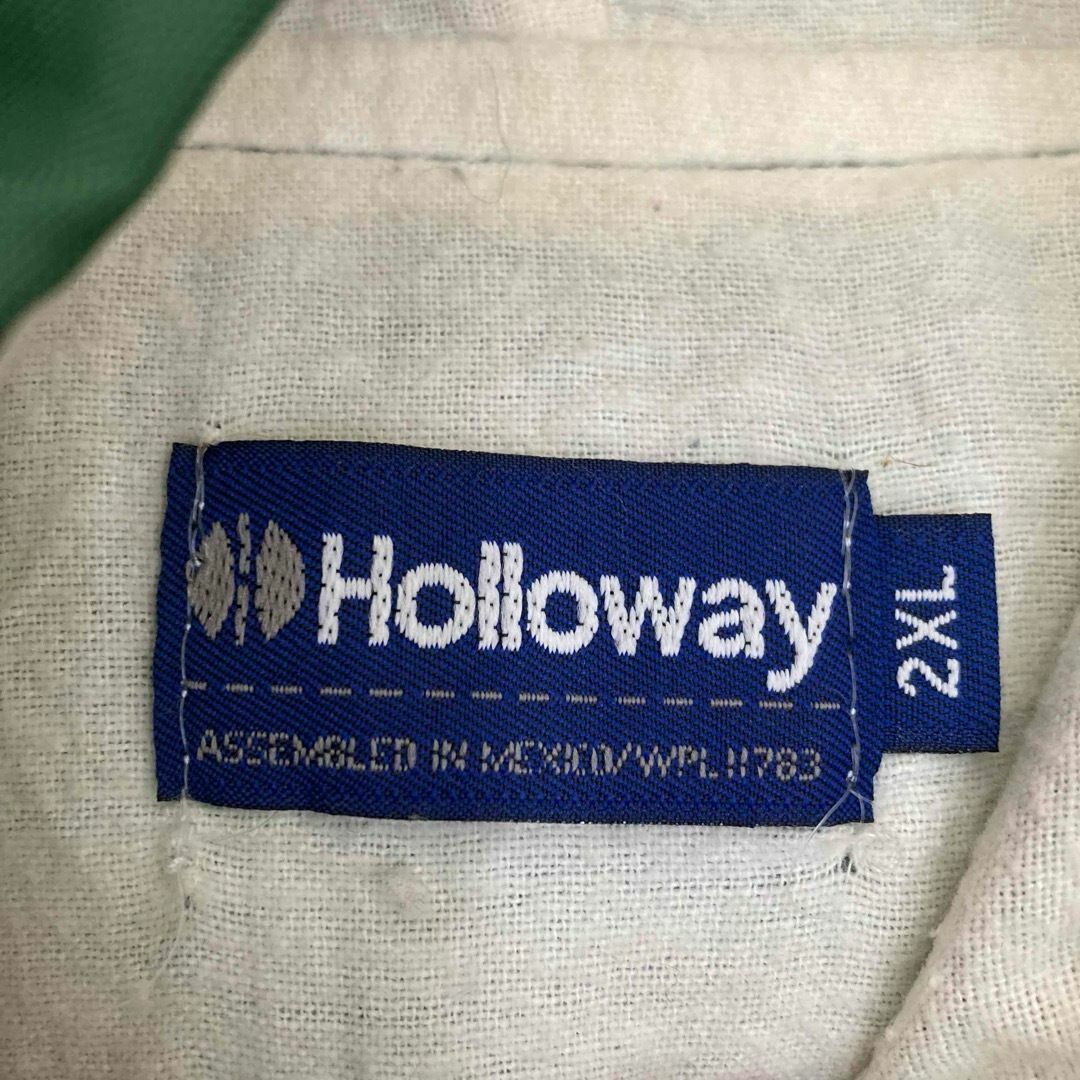 Holloway
2XL
ASSEMBLED IN MEXICO/WPL11783